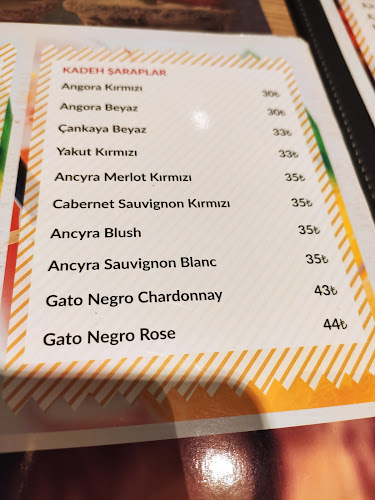 KADEH ŞARAPLAR
Angora Kırmızı 30₺
Angora Beyaz 30₺
Çankaya Beyaz 33₺
Yakut Kırmızı 33₺
Ancyra Merlot Kırmızı 35₺
Cabernet Sauvignon Kırmızı 35₺
Ancyra Blush 35₺
Ancyra Sauvignon Blanc 35₺
Gato Negro Chardonnay 43₺
Gato Negro Rose 44₺